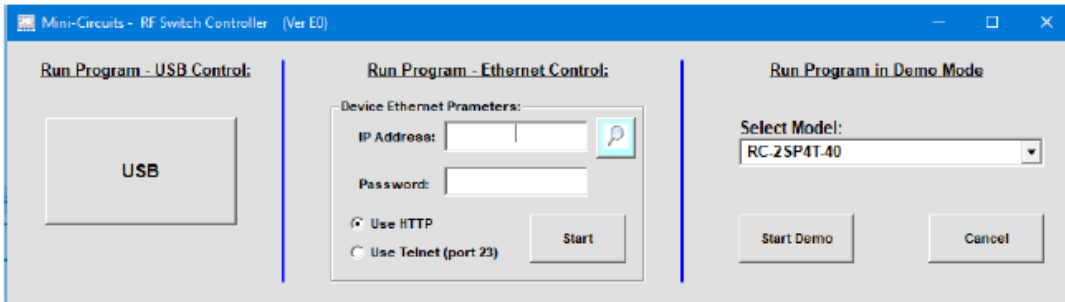 Mini-Circuits - RF Switch Controller (Ver E0)
Run Program - USB Control:
USB
Run Program - Ethernet Control:
Device Ethernet Prameters:
IP Address:
Password:
Use HTTP
Use Telnet (port 23)
Start
Run Program in Demo Mode
Select Model:
RC-2SP4T-40
Start Demo
Cancel